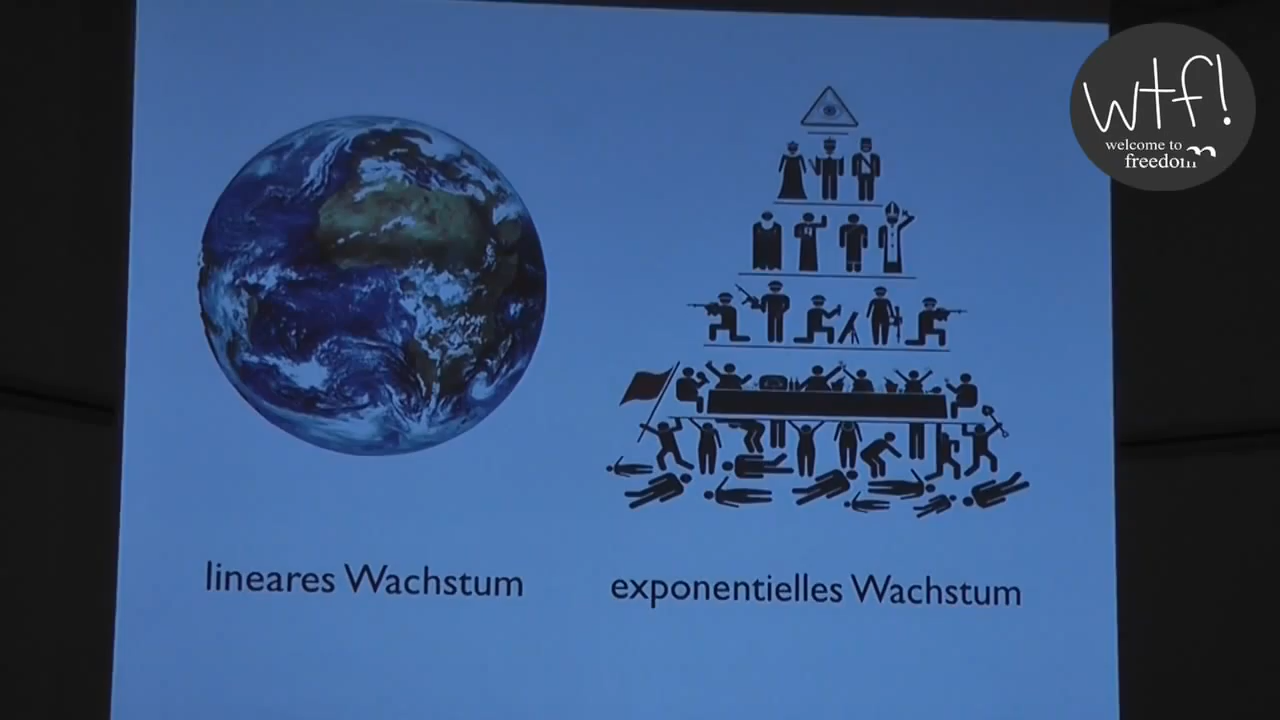 wtf!
welcome to
freedom
lineares Wachstum
exponentielles Wachstum